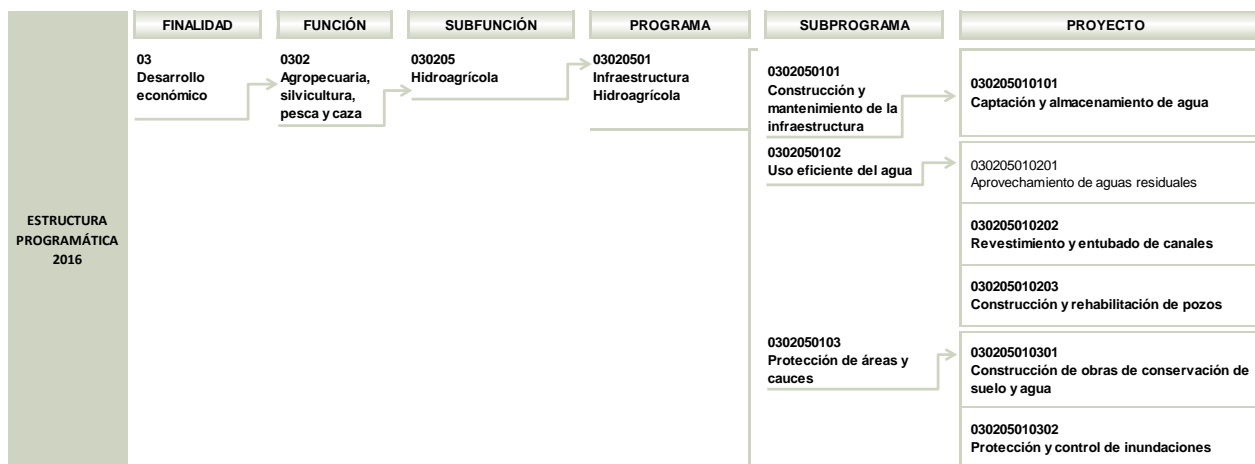 FINALIDAD
FUNCIÓN
SUBFUNCIÓN
PROGRAMA
SUBPROGRAMA
PROYECTO
ESTRUCTURA
PROGRAMÁTICA
2016
03
Desarrollo
económico
0302
Agropecuaria,
silvicultura,
pesca y caza
030205
Hidroagrícola
03020501
Infraestructura
Hidroagrícola
0302050101
Construcción y
mantenimiento de la
infraestructura
030205010101
Captación y almacenamiento de agua
0302050102
Uso eficiente del agua
030205010201
Aprovechamiento de aguas residuales
030205010202
Revestimiento y entubado de canales
030205010203
Construcción y rehabilitación de pozos
0302050103
Protección de áreas y
cauces
030205010301
Construcción de obras de conservación de
suelo y agua
030205010302
Protección y control de inundaciones